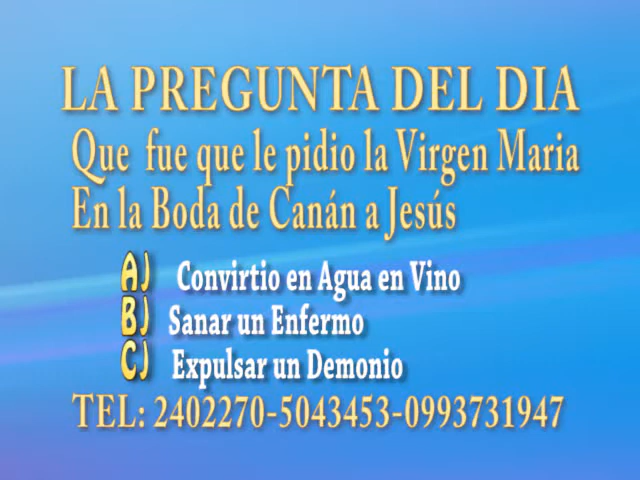 LA PREGUNTA DEL DIA
Que fue que le pidio la Virgen Maria
En la Boda de Canán a Jesús
A) Convirtio en Agua en Vino
B) Sanar un Enfermo
C) Expulsar un Demonio
TEL: 2402270-5043453-0993731947